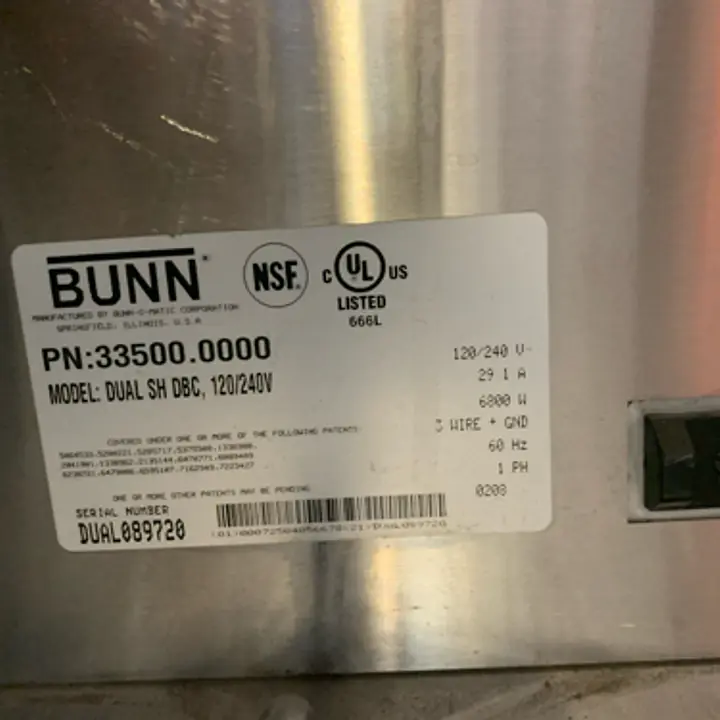 BUNN
NSF.
C UL US
LISTED
666L
MANUFACTURED BY BUNN-O-MATIC CORPORATION
SPRINGFIELD, ILLINOIS, U.S.A
PN:33500.0000
MODEL: DUAL SH DBC, 120/240V
120/240 V~
29.1 A
6800 W
3 WIRE + GND
60 Hz
1 PH
0208
COVERED UNDER ONE OR MORE OF THE FOLLOWING PATENTS:
ONE OR MORE OTHER PATENTS MAY BE PENDING
SERIAL NUMBER
DUAL089720